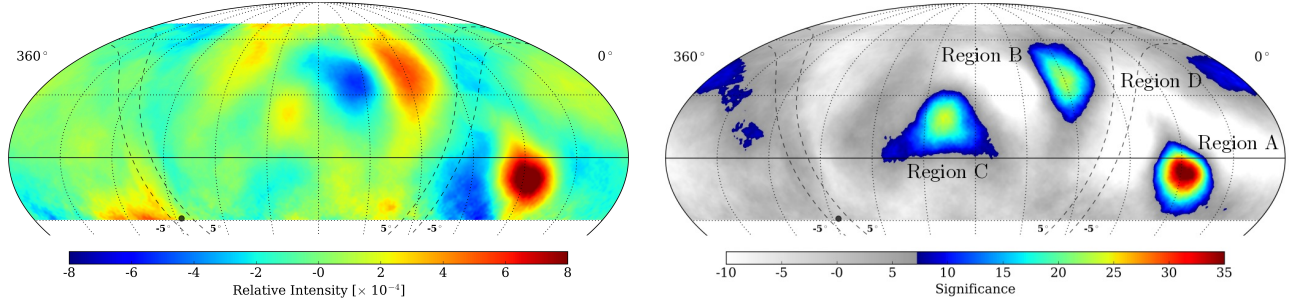 360° 0°
-5° 5° 5° -5°
-8 -6 -4 -2 -0 2 4 6 8
Relative Intensity [× 10⁻⁴]
360° 0°
Region B
Region D
Region A
Region C
-5° 5° 5° -5°
-10 -5 -0 5 10 15 20 25 30 35
Significance